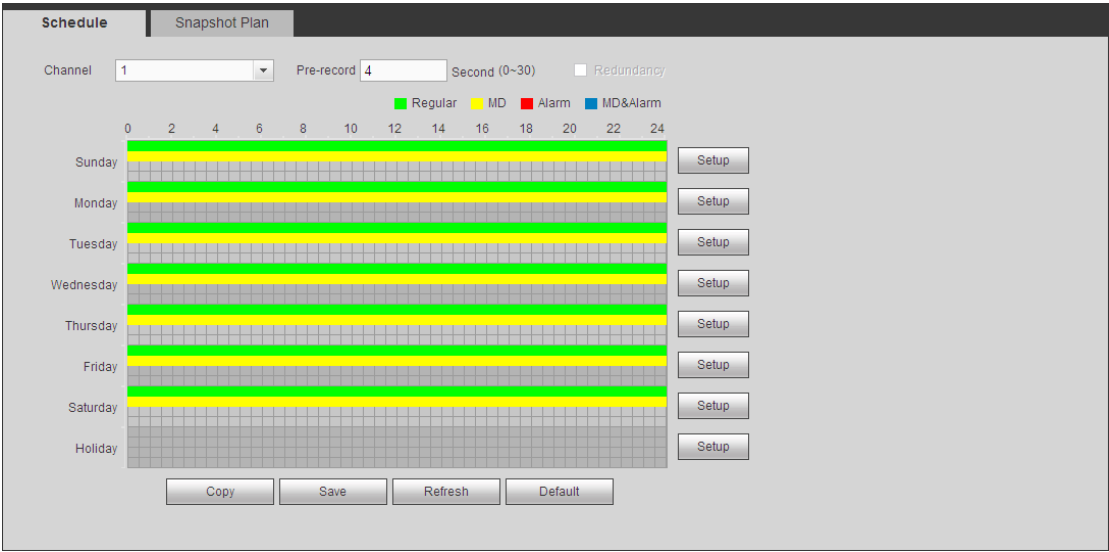 Schedule Snapshot Plan
Channel 1 Pre-record 4 Second (0~30) Redundancy
Regular MD Alarm MD&Alarm
0 2 4 6 8 10 12 14 16 18 20 22 24
Sunday Setup
Monday Setup
Tuesday Setup
Wednesday Setup
Thursday Setup
Friday Setup
Saturday Setup
Holiday Setup
Copy Save Refresh Default